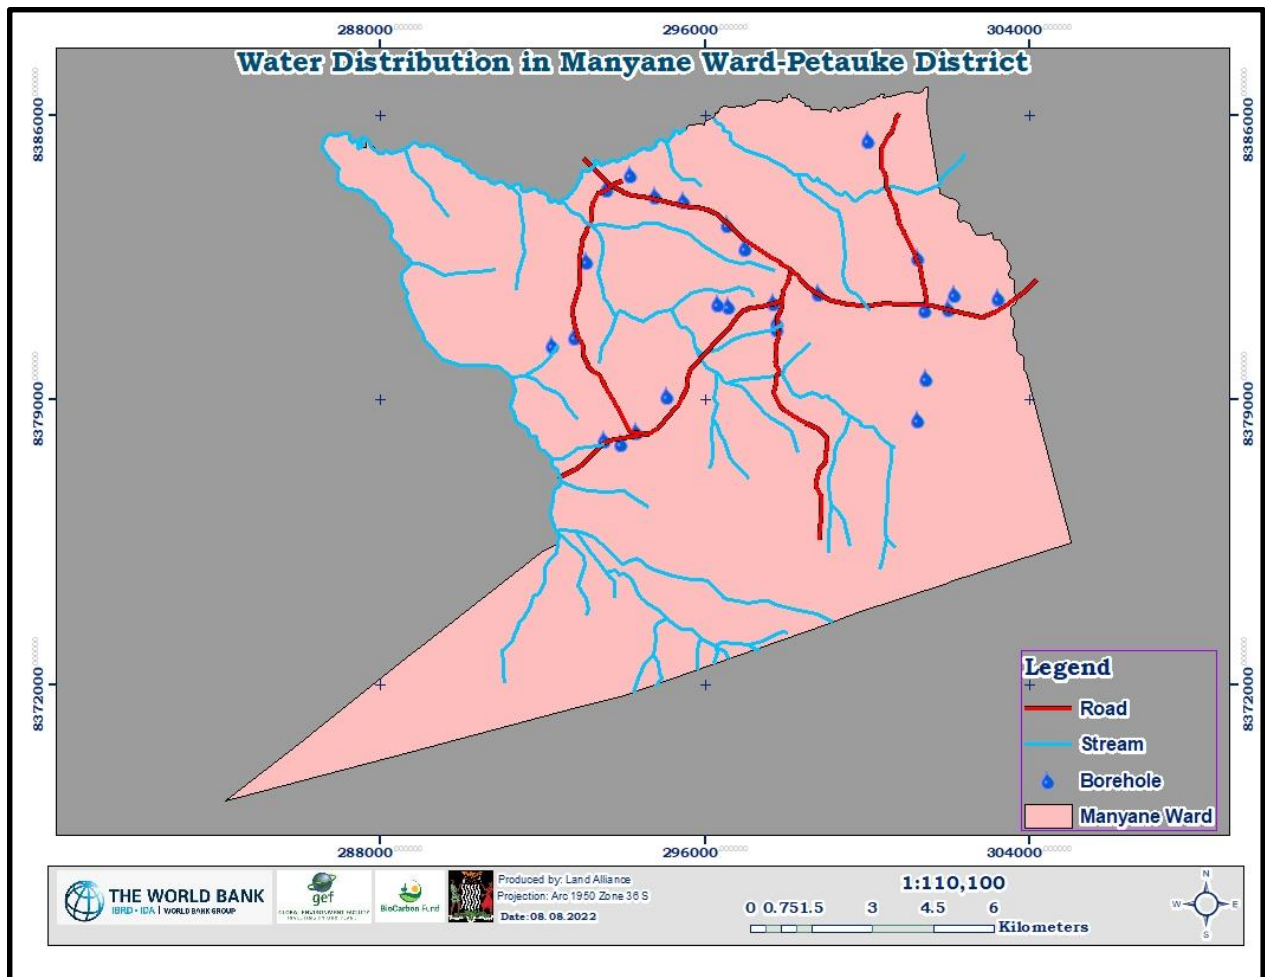 288000 296000 304000
Water Distribution in Manyane Ward-Petauke District
8386000 8386000
8379000 8379000
8372000 8372000
Legend
Road
Stream
Borehole
Manyane Ward
288000 296000 304000
THE WORLD BANK
IBRD • IDA | WORLD BANK GROUP
gef
GLOBAL ENVIRONMENT FACILITY
BioCarbon Fund
Produced by: Land Alliance
Projection: Arc 1950 Zone 36 S
Date: 08. 08. 2022
1:110,100
0 0.75 1.5 3 4.5 6
Kilometers
N
W E
S